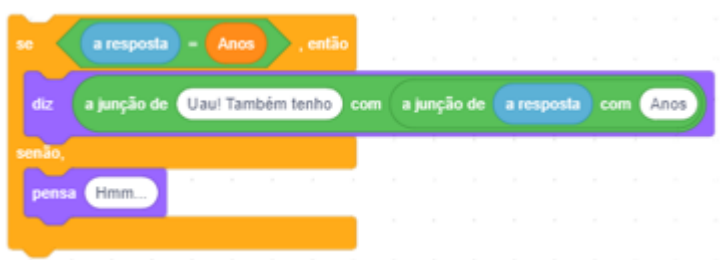 se a resposta = Anos , então
diz a junção de Uau! Também tenho com a junção de a resposta com Anos
senão,
pensa Hmm...